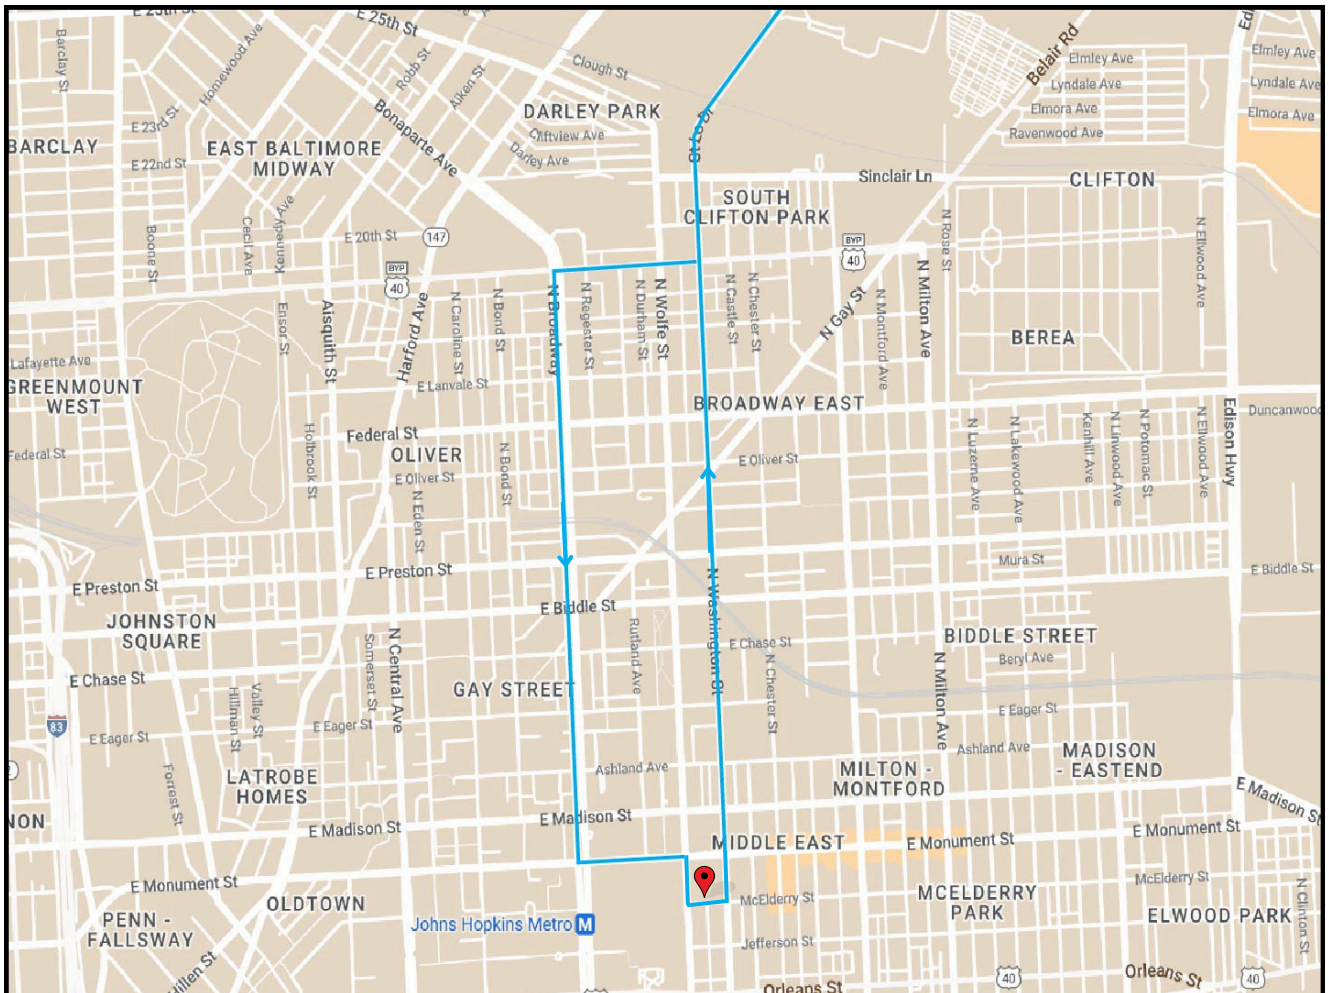 E 25th St
E 25th St
Barclay St
Homewood Ave
Robb St
Aiken St
Clough St
Belair Rd
Elmley Ave
Elmley Ave
Lyndale Ave
Lyndale Ave
Elmora Ave
Elmora Ave
Ravenwood Ave
DARLEY PARK
Cliftview Ave
Darley Ave
Bonaparte Ave
St Lo Dr
E 23rd St
E 22nd St
BARCLAY
EAST BALTIMORE
MIDWAY
Sinclair Ln
CLIFTON
SOUTH
CLIFTON PARK
Boone St
Cecil Ave
Kennedy Ave
E 20th St
147
BYP
40
BYP
40
N Rose St
N Ellwood Ave
Ensor St
Aisquith St
Harford Ave
N Caroline St
N Bond St
N Broadway
N Regester St
N Durham St
N Wolfe St
N Castle St
N Chester St
N Gay St
N Montford Ave
N Milton Ave
BEREA
Lafayette Ave
GREENMOUNT
WEST
E Lanvale St
BROADWAY EAST
Federal St
Federal St
OLIVER
E Oliver St
E Oliver St
Holbrook St
N Eden St
N Bond St
N Luzerne Ave
N Lakewood Ave
Kenhill Ave
N Linwood Ave
N Potomac St
N Ellwood Ave
Edison Hwy
Duncanwood
E Preston St
E Preston St
Mura St
E Biddle St
E Biddle St
JOHNSTON
SQUARE
N Washington St
Rutland Ave
E Chase St
E Chase St
N Chester St
BIDDLE STREET
Beryl Ave
Somerset St
N Central Ave
GAY STREET
Hillman St
Valley St
83
E Eager St
E Eager St
E Eager St
N Milton Ave
Ashland Ave
Ashland Ave
MADISON
- EASTEND
MILTON -
MONTFORD
LATROBE
HOMES
Forrest St
E Madison St
E Madison St
E Madison St
MIDDLE EAST
E Monument St
E Monument St
E Monument St
McElderry St
McElderry St
MCELDERRY
PARK
ELWOOD PARK
N Clinton St
OLDTOWN
PENN -
FALLSWAY
Johns Hopkins Metro M
Jefferson St
Hillen St
Orleans St
Orleans St
40
40